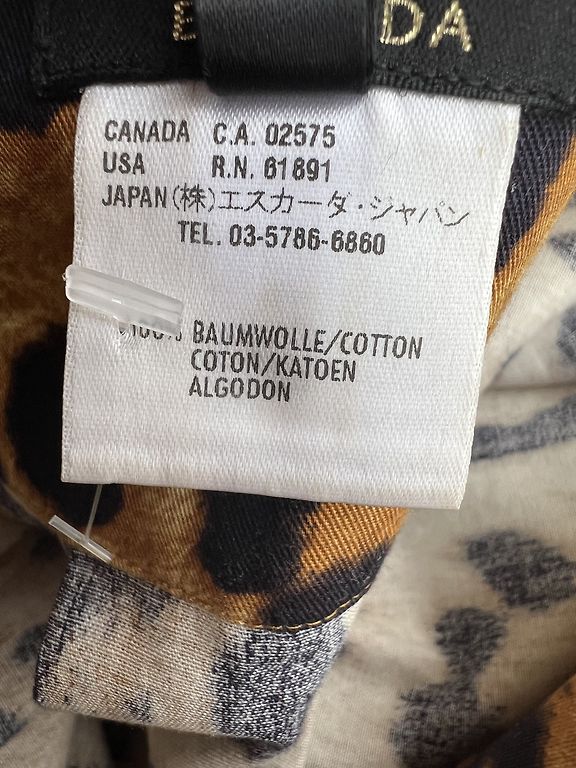 DA
CANADA C.A. 02575
USA R.N. 61891
JAPAN (株)エスカーダ・ジャパン
TEL. 03-5786-6860
BAUMWOLLE/COTTON
COTON/KATOEN
ALGODON